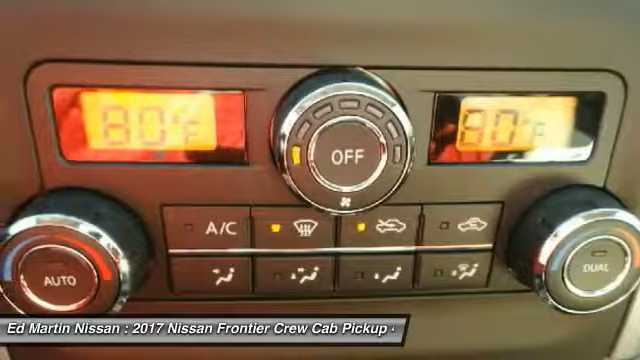 80°F
80°F
OFF
A/C
AUTO
DUAL
Ed Martin Nissan : 2017 Nissan Frontier Crew Cab Pickup -